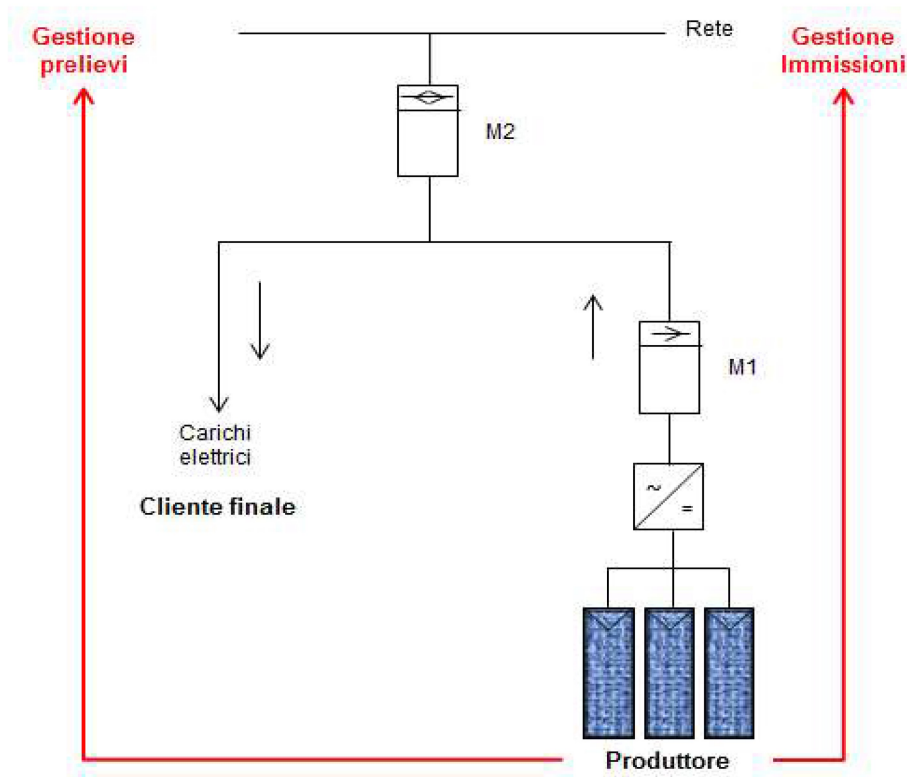 Gestione
prelievi
Rete
Gestione
Immissioni
M2
M1
Carichi
elettrici
Cliente finale
~
=
Produttore